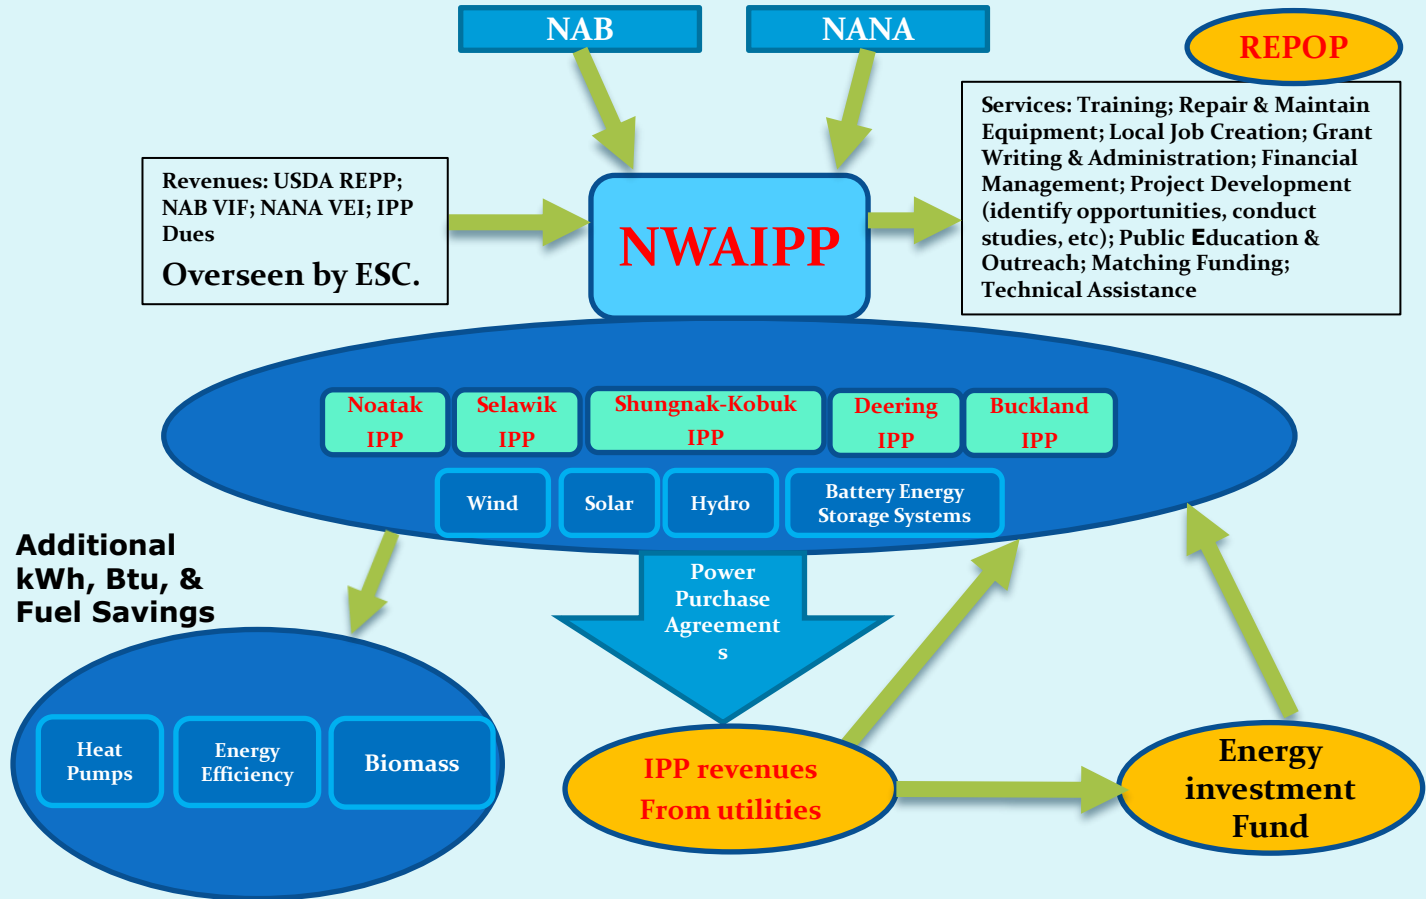 NAB
NANA
REPOP
Services: Training; Repair & Maintain
Equipment; Local Job Creation; Grant
Writing & Administration; Financial
Management; Project Development
(identify opportunities, conduct
studies, etc); Public Education &
Outreach; Matching Funding;
Technical Assistance
Revenues: USDA REPP;
NAB VIF; NANA VEI; IPP
Dues
Overseen by ESC.
NWAIPP
Noatak
IPP
Selawik
IPP
Shungnak-Kobuk
IPP
Deering
IPP
Buckland
IPP
Wind
Solar
Hydro
Battery Energy
Storage Systems
Additional
kWh, Btu, &
Fuel Savings
Power
Purchase
Agreement
s
Heat
Pumps
Energy
Efficiency
Biomass
IPP revenues
From utilities
Energy
investment
Fund